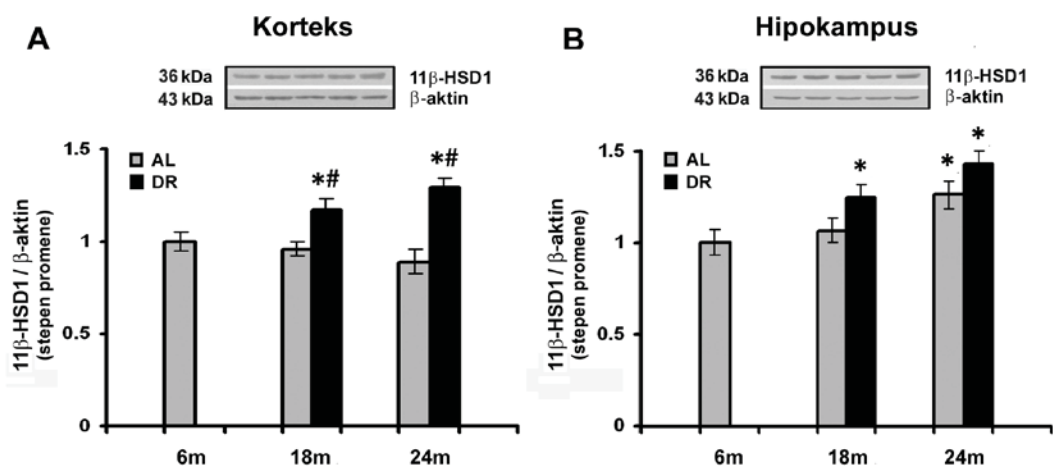 A
Korteks
36 kDa
11β-HSD1
43 kDa
β-aktin
1.5
1
0.5
0
11β-HSD1 / β-aktin
(stepen promene)
AL
DR
*#
*#
6m
18m
24m
B
Hipokampus
36 kDa
11β-HSD1
43 kDa
β-aktin
1.5
1
0.5
0
11β-HSD1 / β-aktin
(stepen promene)
AL
DR
*
*
*
6m
18m
24m